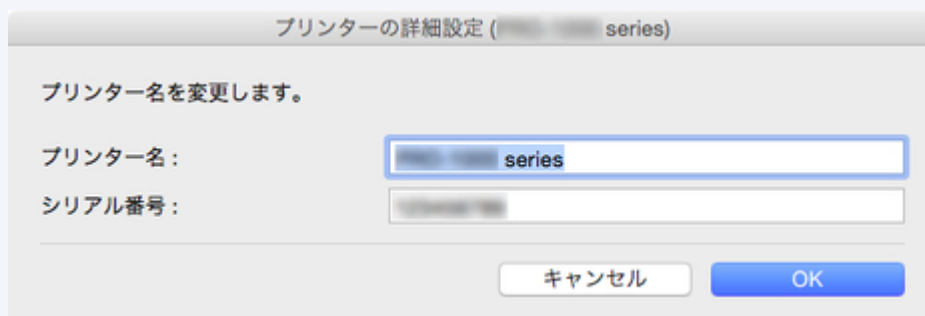 プリンターの詳細設定 ( series)
プリンター名を変更します。
プリンター名 : series
シリアル番号 :
キャンセル OK